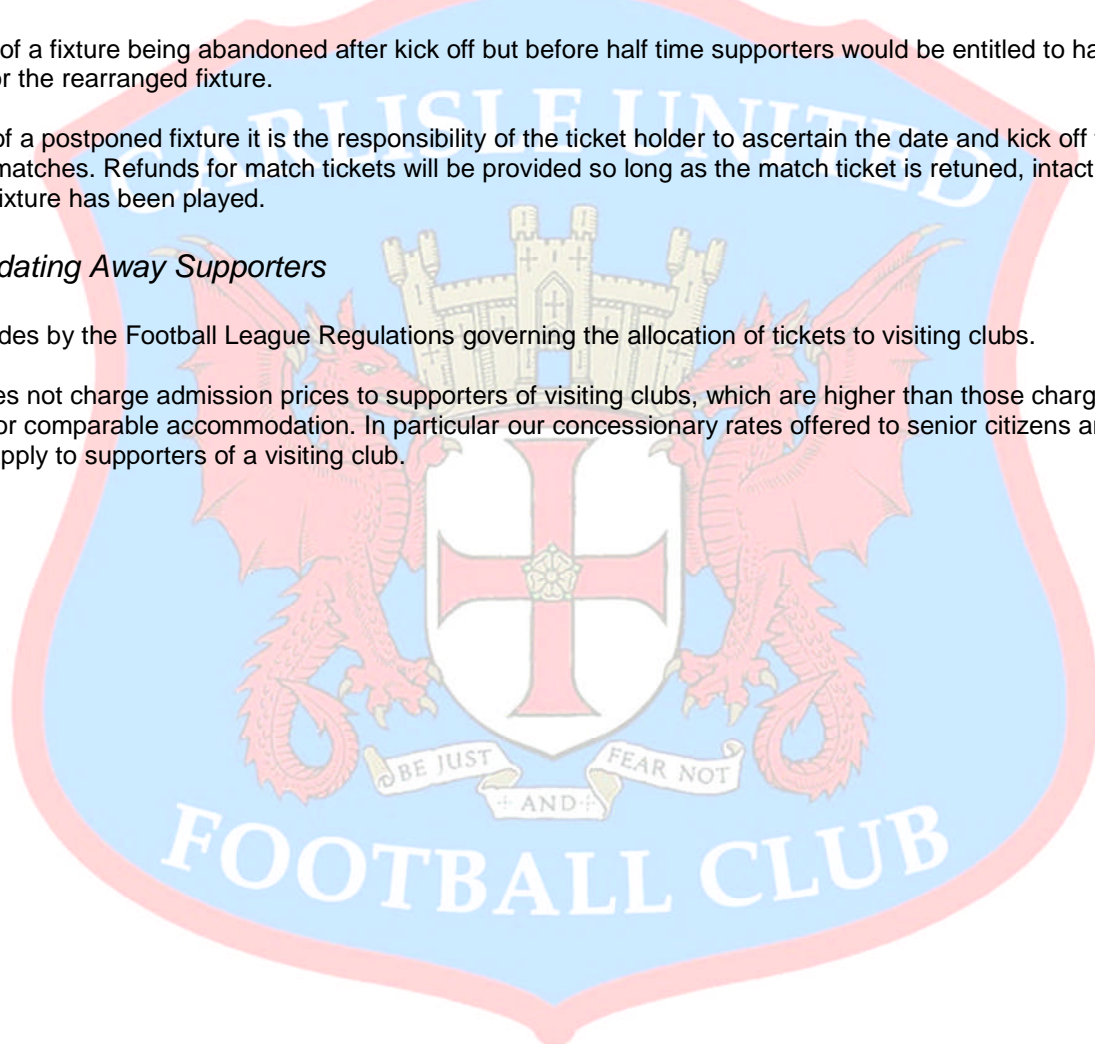 of a fixture being abandoned after kick off but before half time supporters would be entitled to ha
or the rearranged fixture.
of a postponed fixture it is the responsibility of the ticket holder to ascertain the date and kick off
matches. Refunds for match tickets will be provided so long as the match ticket is retuned, intact
ixture has been played.
dating Away Supporters
des by the Football League Regulations governing the allocation of tickets to visiting clubs.
es not charge admission prices to supporters of visiting clubs, which are higher than those charg
or comparable accommodation. In particular our concessionary rates offered to senior citizens a
pply to supporters of a visiting club.
CARLISLE UNITED
BE JUST
AND
FEAR NOT
FOOTBALL CLUB